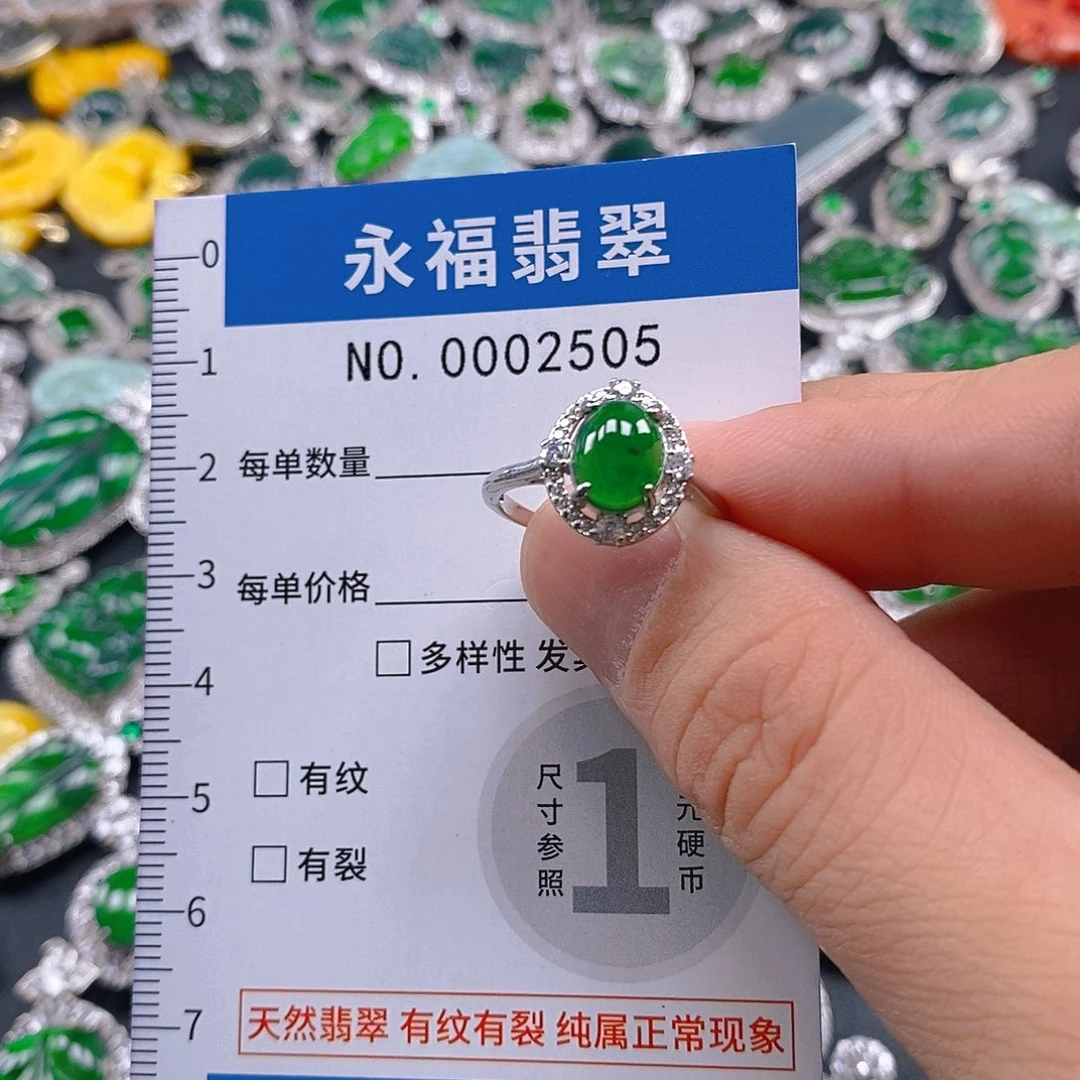 永福翡翠
NO. 0002505
0
1
2
3
4
5
6
7
每单数量
每单价格
多样性 发
有纹
有裂
尺寸参照
1
元硬币
天然翡翠 有纹有裂 纯属正常现象